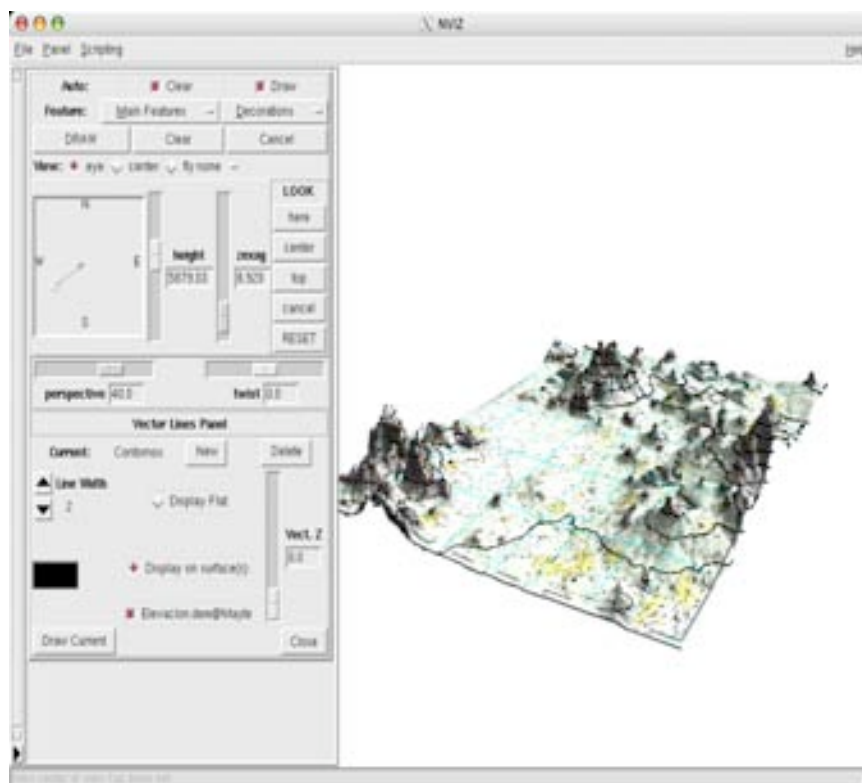 NVIZ
File Panel Scripting
Auto: Clear Draw
Feature: Main Features Decorations
DRAW Clear Cancel
View: eye center fly none
N
W E
S
height
zexag
LOOK
here
center
top
cancel
RESET
perspective 40.0 twist 0.0
Vector Lines Panel
Current: New Delete
Line Width
2
Display Flat
Vect. Z
0.0
Display on surface(s)
Draw Current Close